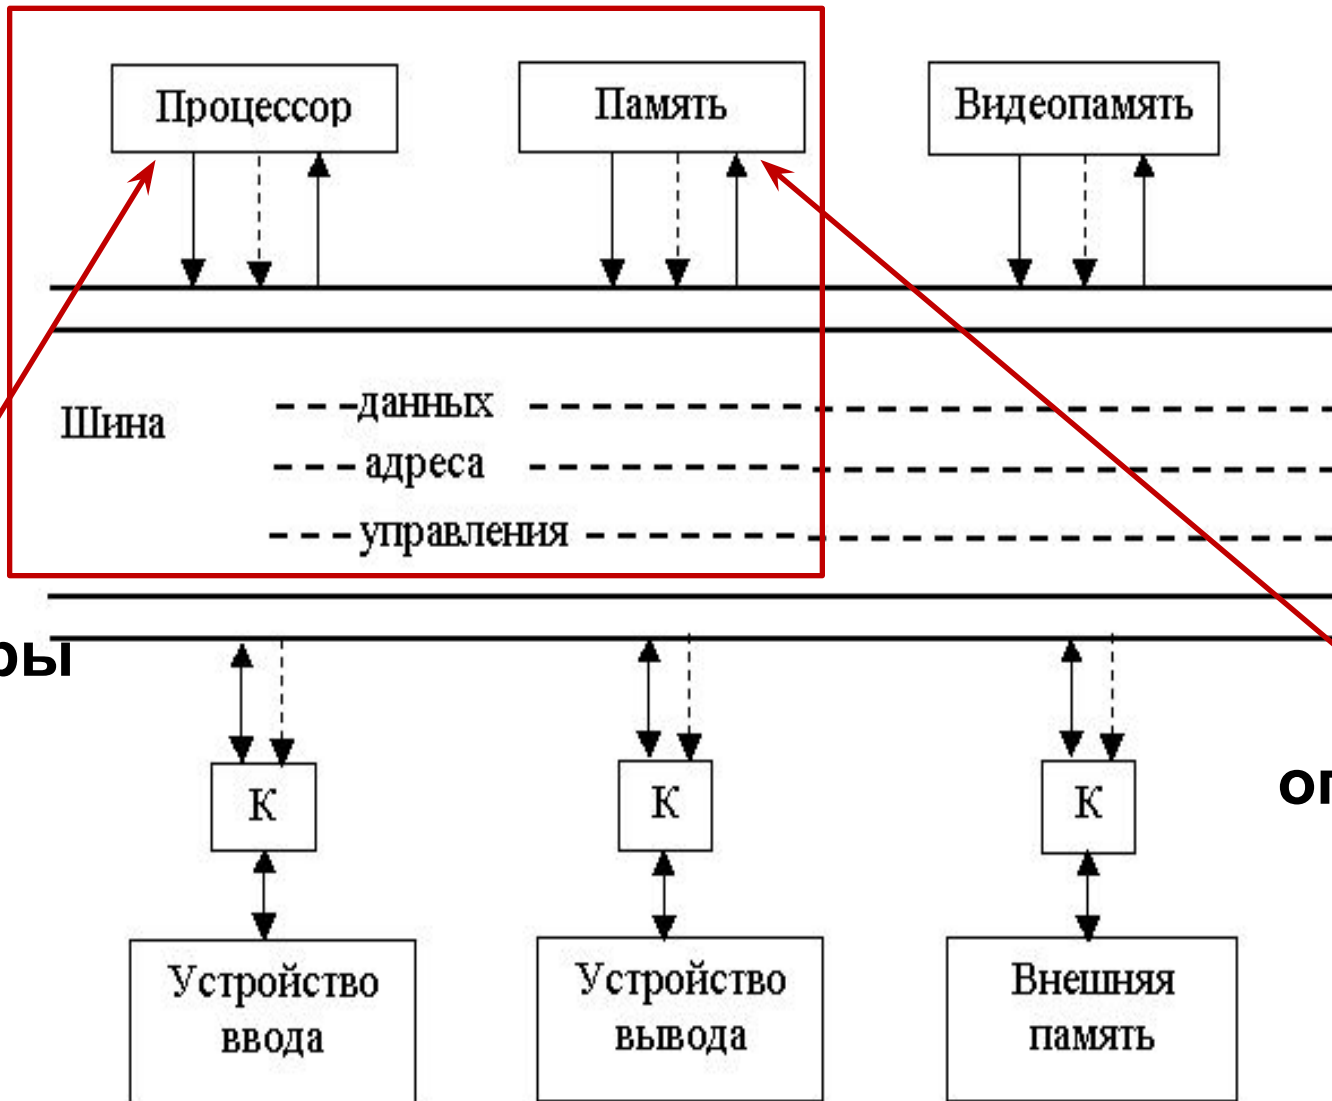 Процессор
Память
Видеопамять
Шина
данных
адреса
управления
ры
оп
К
К
К
Устройство
ввода
Устройство
вывода
Внешняя
память